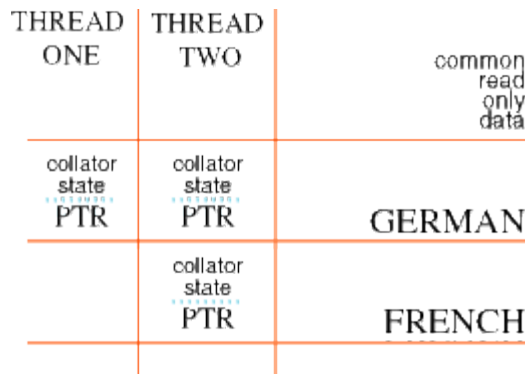 THREAD
ONE
THREAD
TWO
common
read
only
data
collator
state
PTR
collator
state
PTR
GERMAN
collator
state
PTR
FRENCH